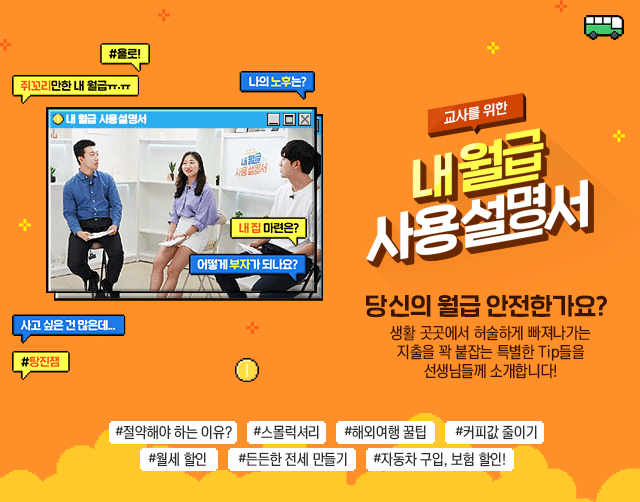 #욜로!
쥐꼬리만한 내 월급ㅠ.ㅠ
나의 노후는?
내 월급 사용설명서
내 월급
사용설명서
내 집 마련은?
어떻게 부자가 되나요?
사고 싶은 건 많은데...
#탕진잼
교사를 위한
내 월급
사용설명서
당신의 월급 안전한가요?
생활 곳곳에서 허술하게 빠져나가는
지출을 꽉 붙잡는 특별한 Tip들을
선생님들께 소개합니다!
#절약해야 하는 이유? #스몰럭셔리 #해외여행 꿀팁 #커피값 줄이기
#월세 할인 #든든한 전세 만들기 #자동차 구입, 보험 할인!